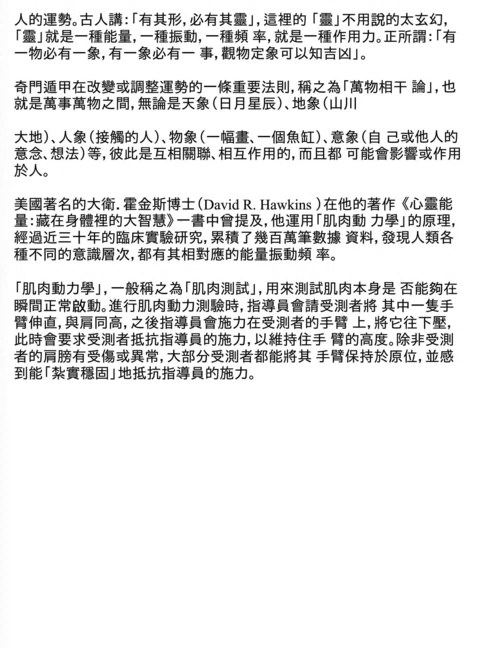 人的運勢。古人講：「有其形，必有其靈」，這裡的 「靈」不用說的太玄幻，
「靈」就是一種能量，一種振動，一種頻 率，就是一種作用力。正所謂：「有
一物必有一象，有一象必有一 事，觀物定象可以知吉凶」。
奇門遁甲在改變或調整運勢的一條重要法則，稱之為「萬物相干 論」，也
就是萬事萬物之間，無論是天象（日月星辰）、地象（山川
大地）、人象（接觸的人）、物象（一幅畫、一個魚缸）、意象（自 己或他人的
意念、想法）等，彼此是互相關聯、相互作用的，而且都 可能會影響或作用
於人。
美國著名的大衛．霍金斯博士（David R. Hawkins ）在他的著作 《心靈能
量：藏在身體裡的大智慧》一書中曾提及，他運用「肌肉動 力學」的原理，
經過近三十年的臨床實驗研究，累積了幾百萬筆數據 資料，發現人類各
種不同的意識層次，都有其相對應的能量振動頻 率。
「肌肉動力學」，一般稱之為「肌肉測試」，用來測試肌肉本身是 否能夠在
瞬間正常啟動。進行肌肉動力測驗時，指導員會請受測者將 其中一隻手
臂伸直，與肩同高，之後指導員會施力在受測者的手臂 上，將它往下壓，
此時會要求受測者抵抗指導員的施力，以維持住手 臂的高度。除非受測
者的肩膀有受傷或異常，大部分受測者都能將其 手臂保持於原位，並感
到能「紮實穩固」地抵抗指導員的施力。